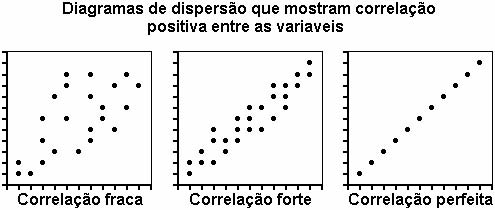 Diagramas de dispersão que mostram correlação
positiva entre as variaveis
Correlação fraca
Correlação forte
Correlação perfeita